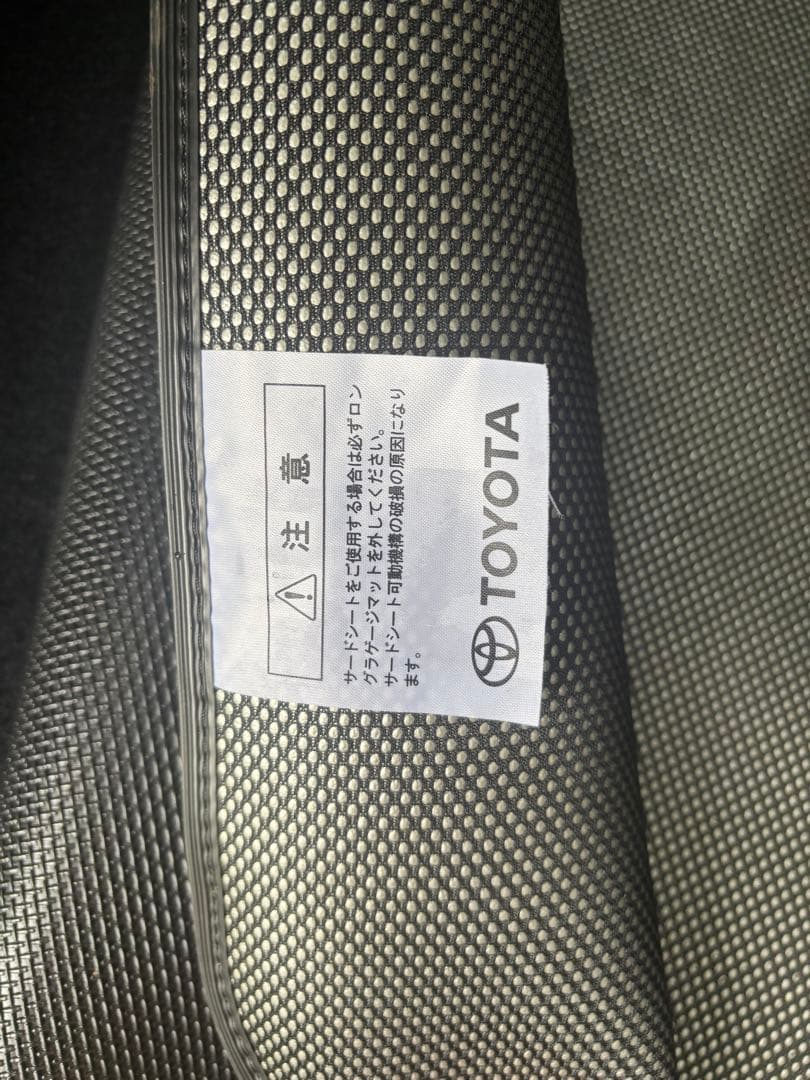 注意
サードシートをご使用する場合は必ずロン
グラゲージマットを外してください。
サードシート可動機構の破損の原因になり
ます。
TOYOTA